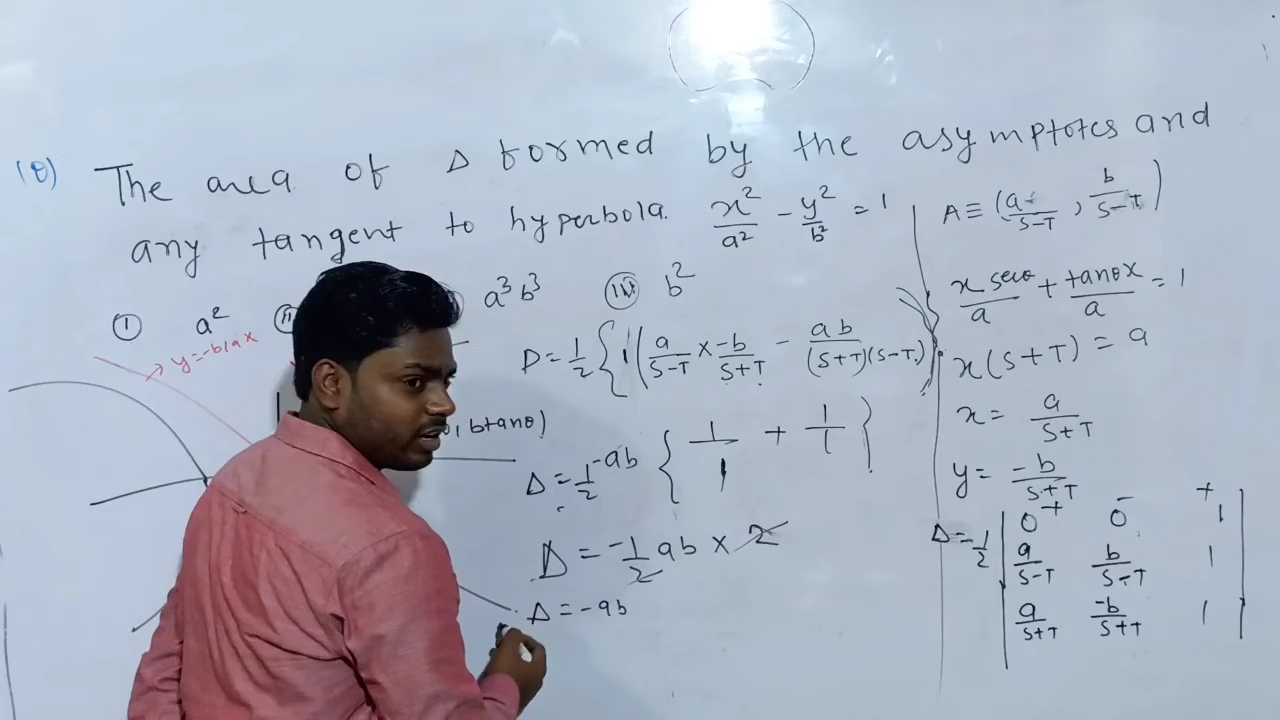 (Q) The area of Δ formed by the asymptotes and
any tangent to hyperbola. x²/a² - y²/b² = 1
① a² a³b³ ⓘⓥ b²
→ y=-b/a x
, btanθ)
D = 1/2 { 1 ( a/S-T × -b/S+T - ab/(S+T)(S-T)
Δ = 1/2 -ab { 1/1 + 1/1 }
Δ = -1/2 ab × 2
Δ = -ab
A ≡ (a/S-T , b/S-T)
x secθ/a + tanθ x/a = 1
x(S+T) = a
x = a/S+T
y = -b/S+T
+ - +
Δ = 1/2 | 0 0 1
a/S-T b/S-T 1
a/S+T -b/S+T 1 |